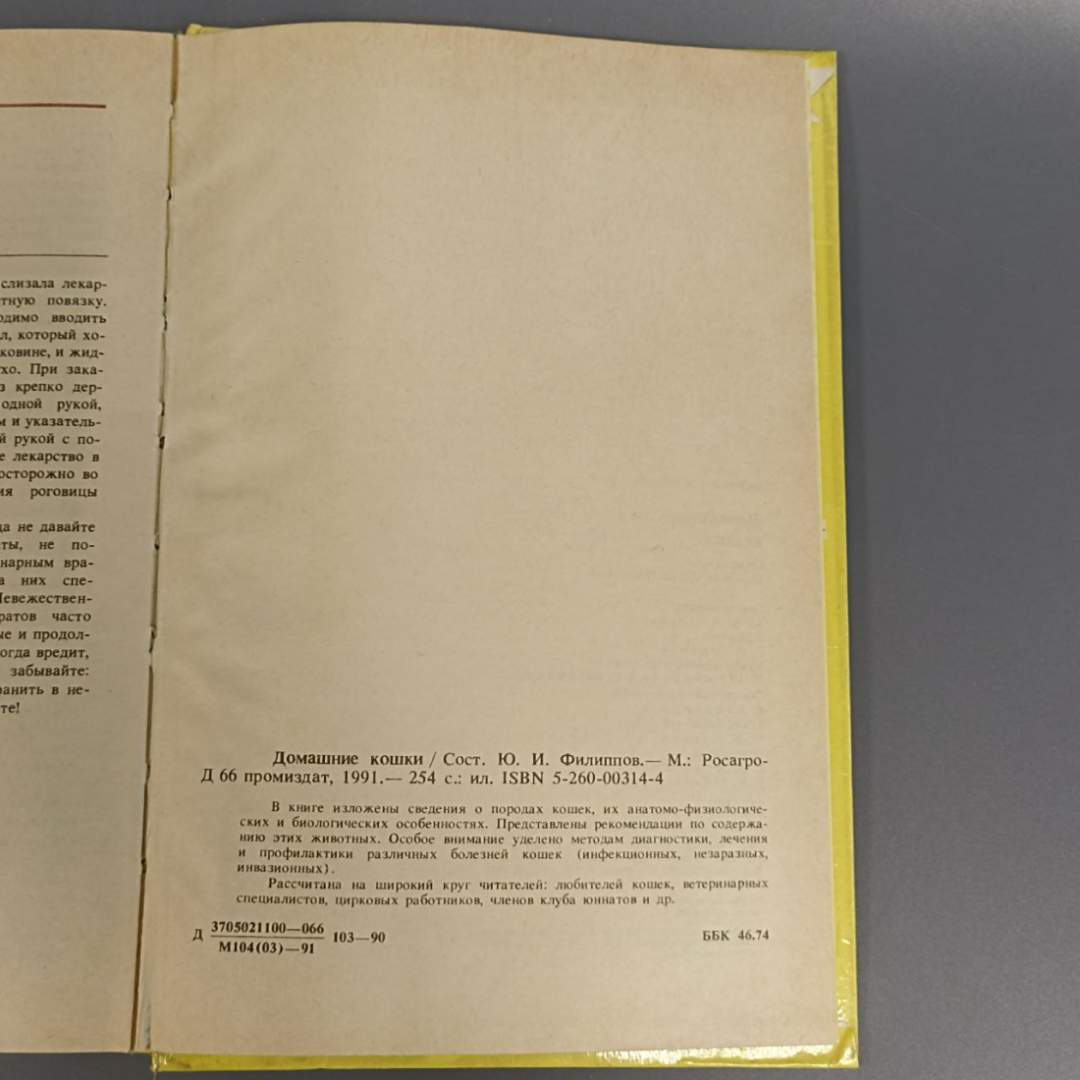 слизала лекар-
тную повязку.
одимо вводить
л, который хо-
ковине, и жид-
хо. При зака-
з крепко дер-
одной рукой,
м и указатель-
й рукой с по-
е лекарство в
осторожно во
ия роговицы
да не давайте
ты, не по-
нарным вра-
а них спе-
Невежествен-
ратов часто
ые и продол-
огда вредит,
забывайте:
ранить в не-
те!
Домашние кошки / Сост. Ю. И. Филиппов.— М.: Росагро-
Д 66 промиздат, 1991.— 254 с.: ил. ISBN 5-260-00314-4
В книге изложены сведения о породах кошек, их анатомо-физиологиче-
ских и биологических особенностях. Представлены рекомендации по содержа-
нию этих животных. Особое внимание уделено методам диагностики, лечения
и профилактики различных болезней кошек (инфекционных, незаразных,
инвазионных).
Рассчитана на широкий круг читателей: любителей кошек, ветеринарных
специалистов, цирковых работников, членов клуба юннатов и др.
Д 3705021100—066 103—90
М104(03)—91
ББК 46.74